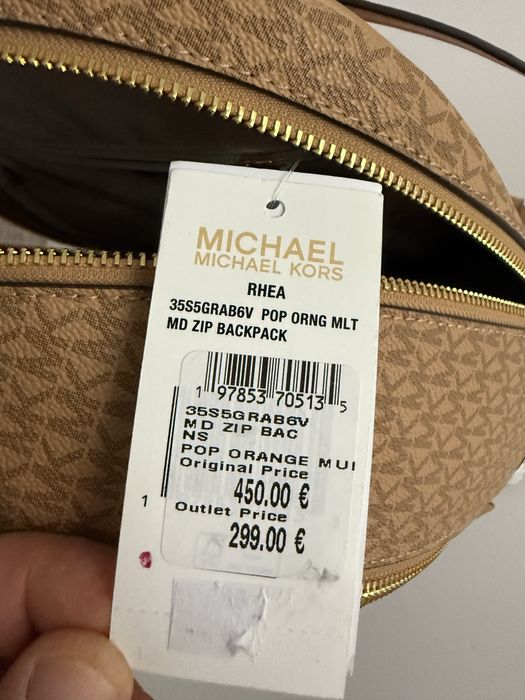 MICHAEL
MICHAEL KORS
RHEA
35S5GRAB6V POP ORNG MLT
MD ZIP BACKPACK
1 97853 70513 5
35S5GRAB6V
MD ZIP BAC
NS
POP ORANGE MUI
Original Price
450.00 €
1
Outlet Price
299.00 €